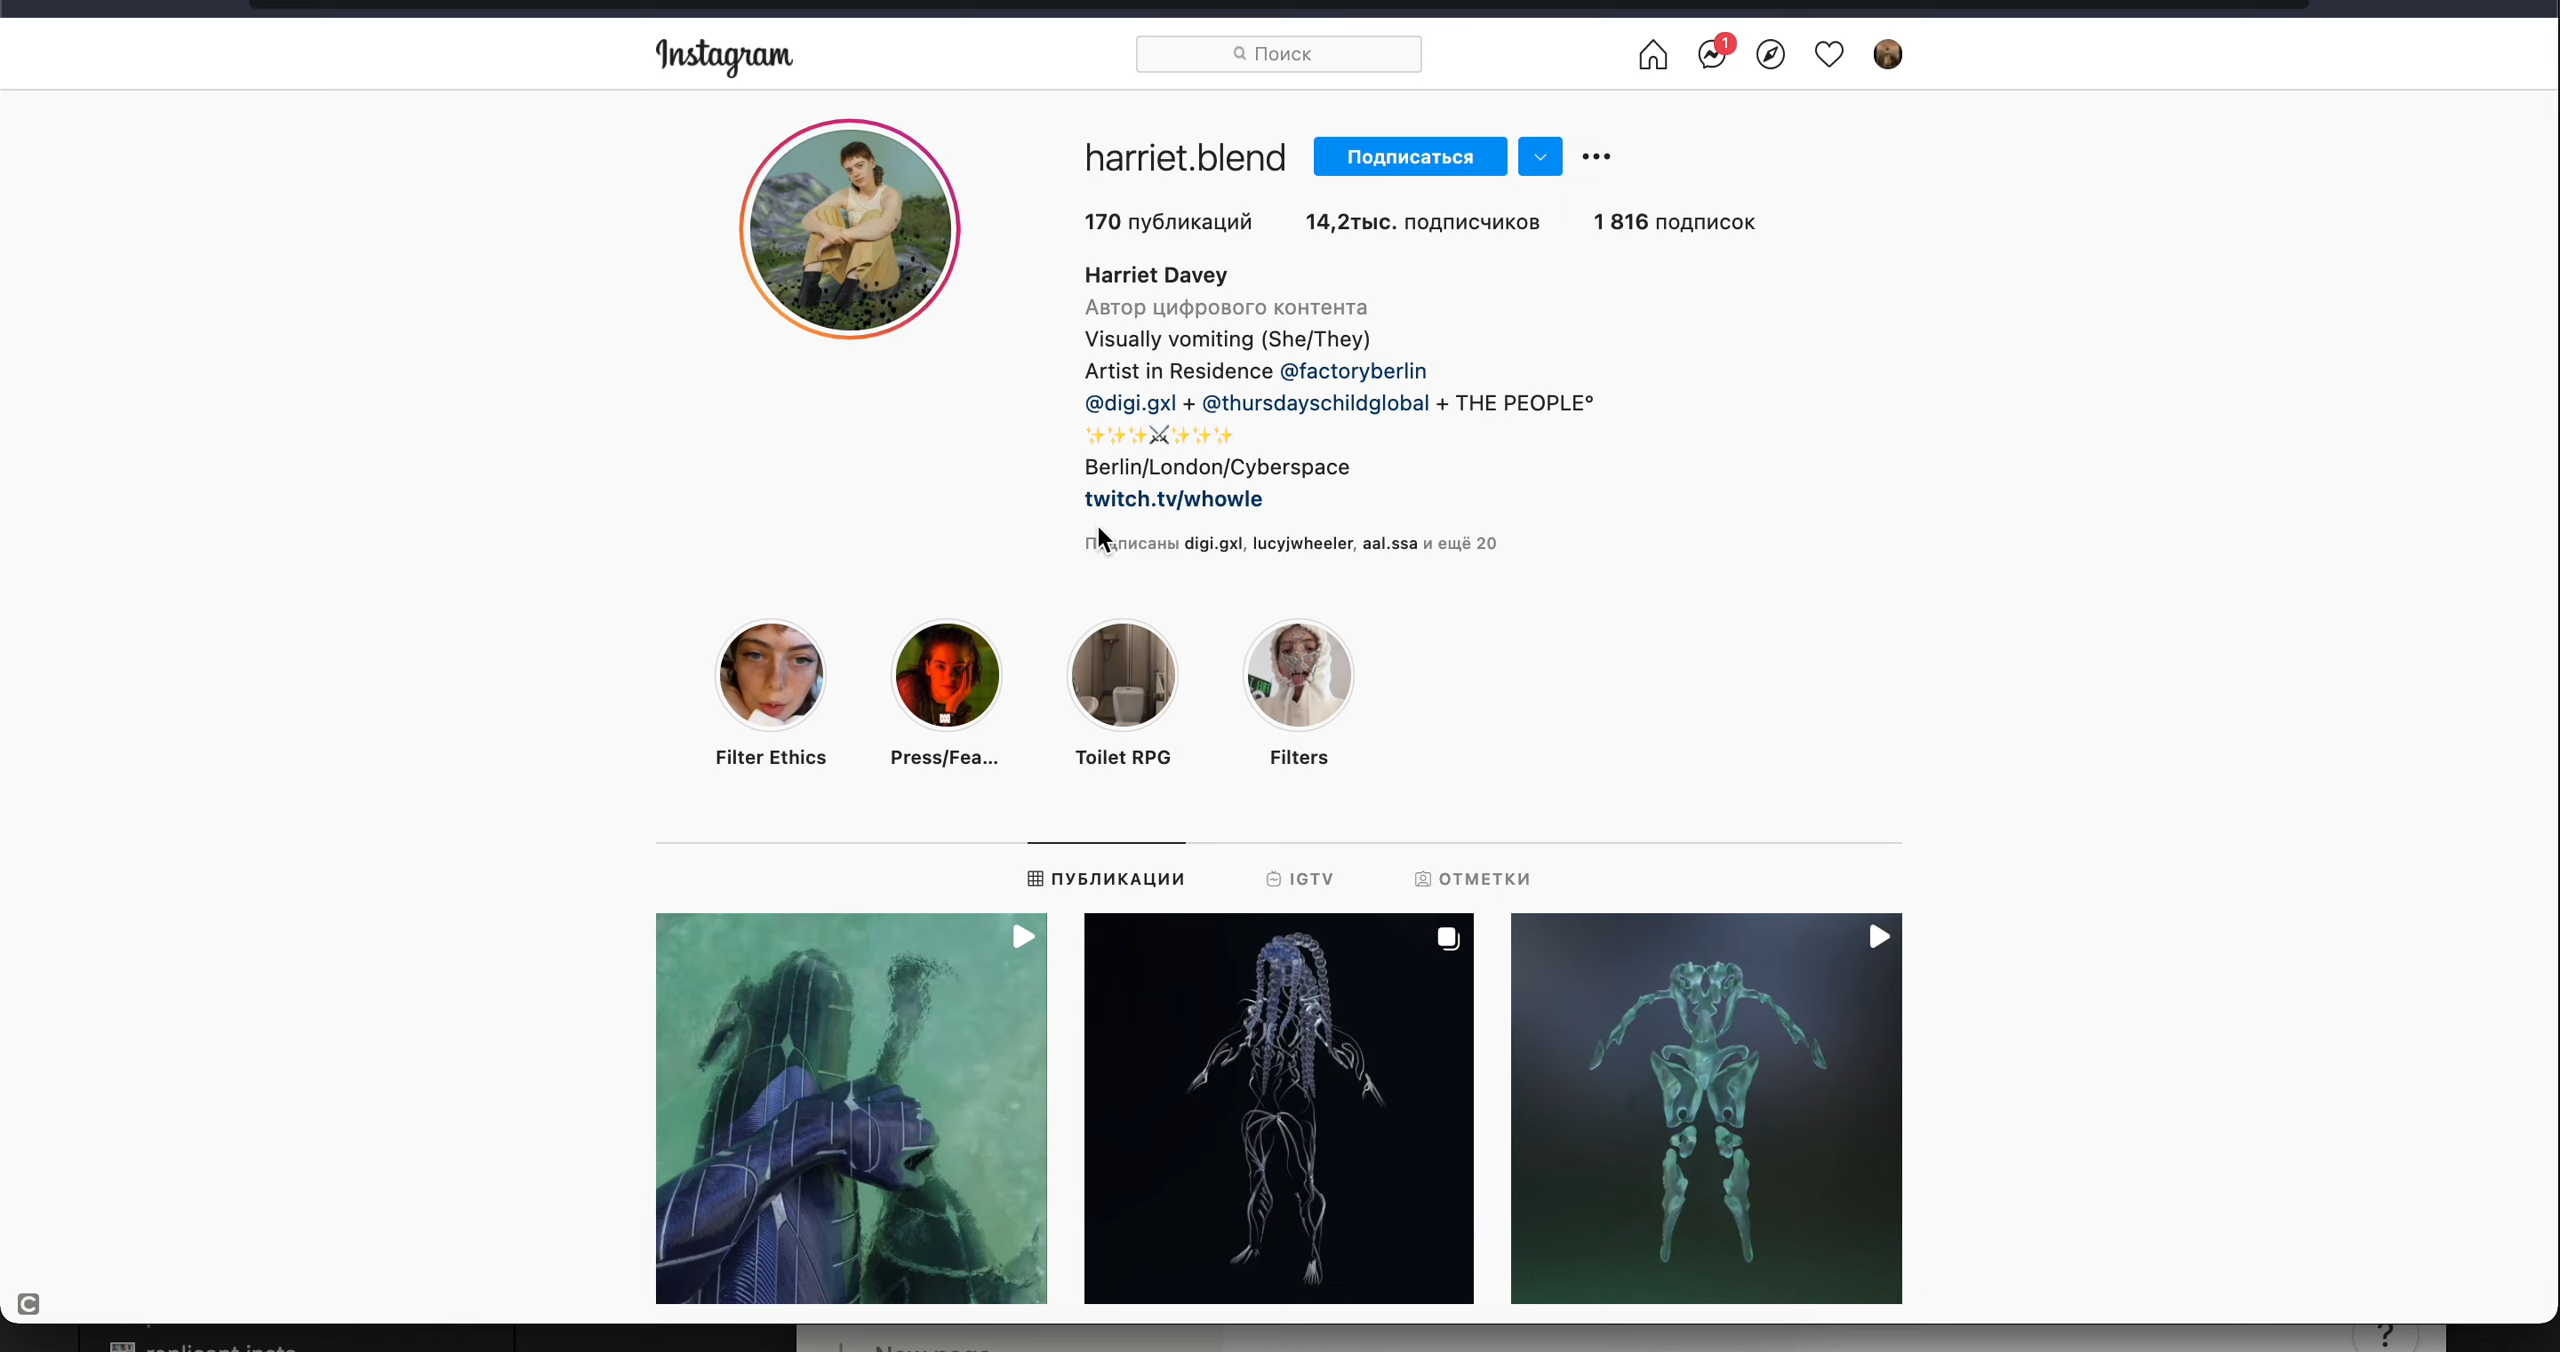 Instagram
Поиск
1
harriet.blend
Подписаться
170 публикаций 14,2тыс. подписчиков 1 816 подписок
Harriet Davey
Автор цифрового контента
Visually vomiting (She/They)
Artist in Residence @factoryberlin
@digi.gxl + @thursdayschildglobal + THE PEOPLE°
✨✨✨⚔✨✨✨
Berlin/London/Cyberspace
twitch.tv/whowle
Подписаны digi.gxl, lucyjwheeler, aal.ssa и ещё 20
Filter Ethics Press/Fea... Toilet RPG Filters
ПУБЛИКАЦИИ IGTV ОТМЕТКИ
C
?